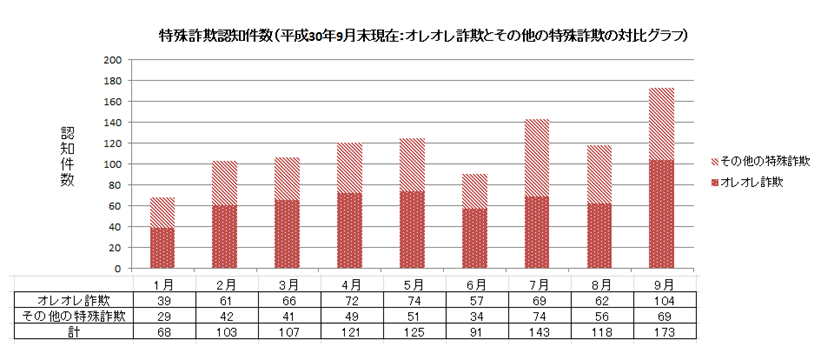 特殊詐欺認知件数(平成30年9月末現在:オレオレ詐欺とその他の特殊詐欺の対比グラフ)
200
180
160
140
120
100
80
60
40
20
0
認知件数
その他の特殊詐欺
オレオレ詐欺
1月 2月 3月 4月 5月 6月 7月 8月 9月
オレオレ詐欺 39 61 66 72 74 57 69 62 104
その他の特殊詐欺 29 42 41 49 51 34 74 56 69
計 68 103 107 121 125 91 143 118 173